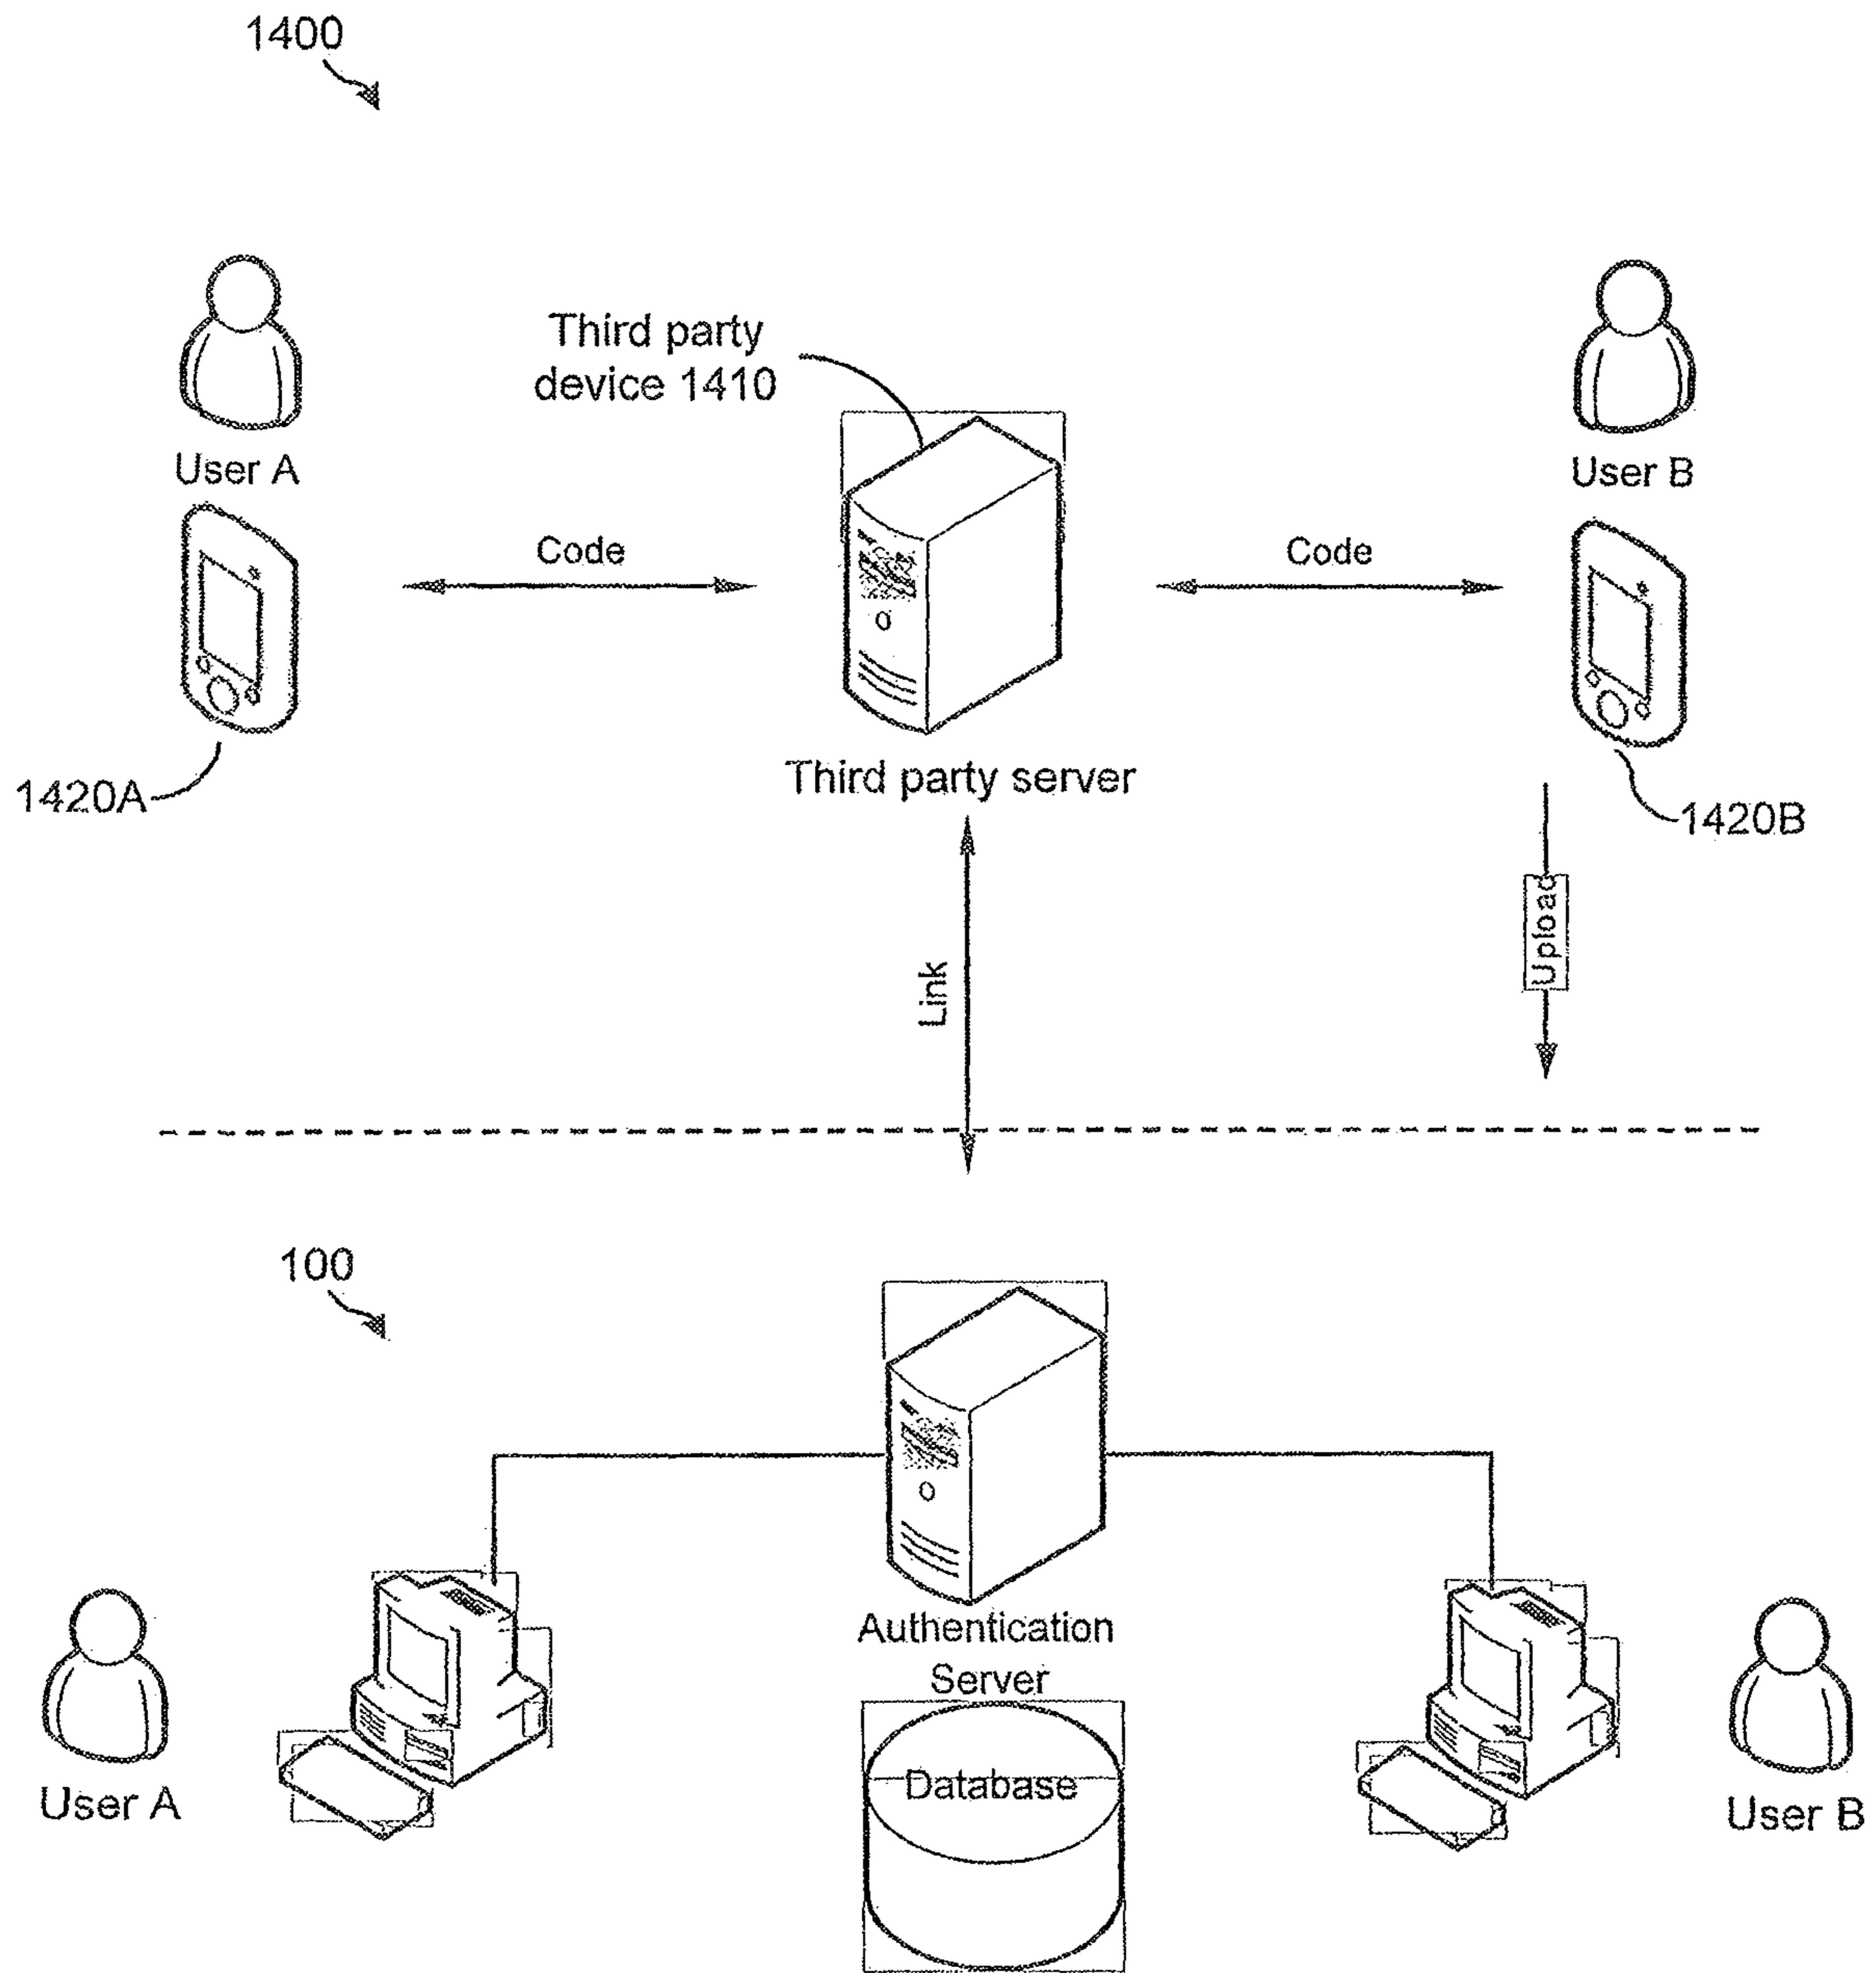 1400
Third party
device 1410
User A
User B
Code
Code
Third party server
1420A
1420B
Upload
Link
100
Authentication
Server
Database
User A
User B